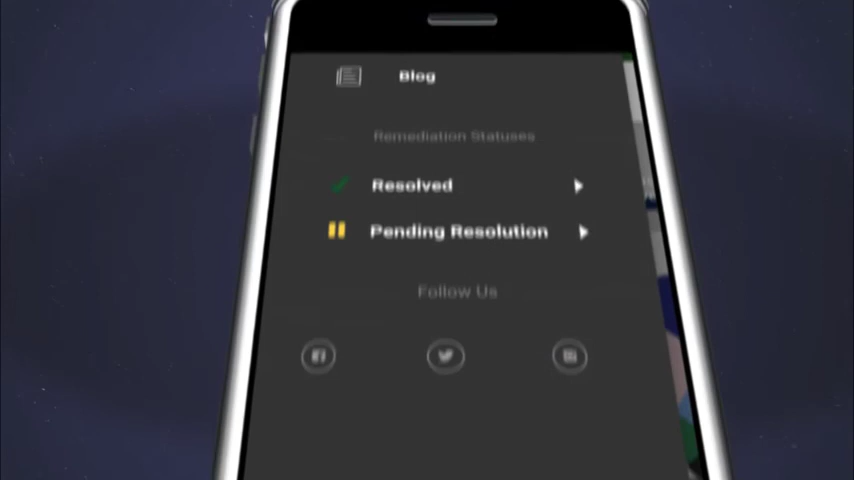 Blog
Remediation Statuses
Resolved
Pending Resolution
Follow Us